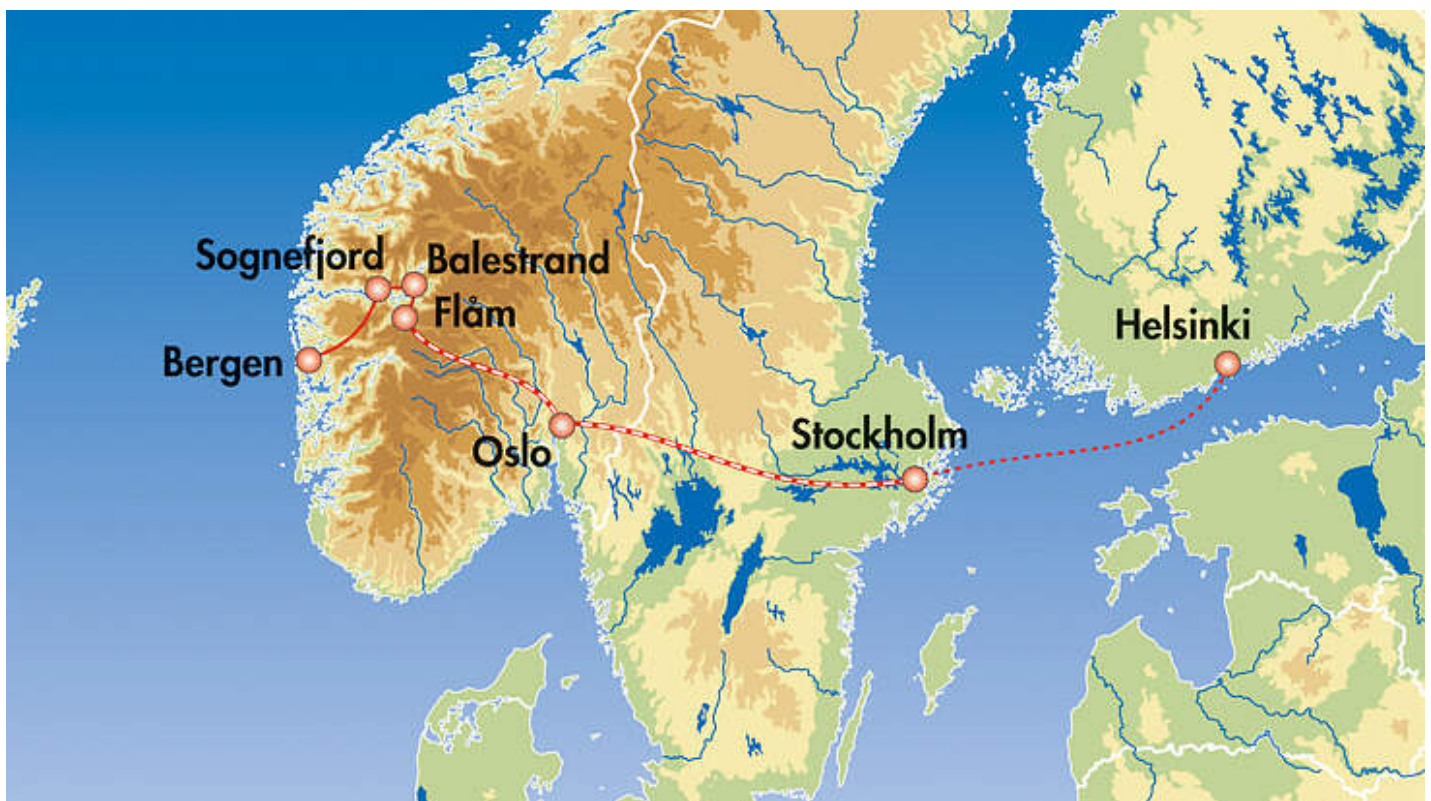 Sognefjord
Balestrand
Flåm
Bergen
Helsinki
Oslo
Stockholm